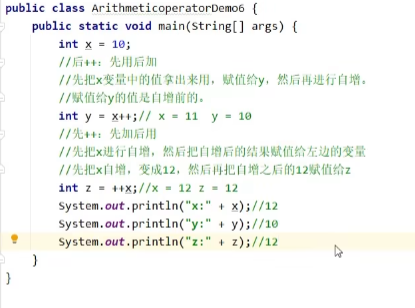 public class ArithmeticoperatorDemo6 {
public static void main(String[] args) {
int x = 10;
//后++：先用后加
//先把x变量中的值拿出来用，赋值给y，然后再进行自增。
//赋值给y的值是自增前的。
int y = x++;// x = 11  y = 10
//先++：先加后用
//先把x进行自增，然后把自增后的结果赋值给左边的变量
//先把x自增，变成12，然后再把自增之后的12赋值给z
int z = ++x;//x = 12 z = 12
System.out.println("x:" + x);//12
System.out.println("y:" + y);//10
System.out.println("z:" + z);//12
}
}